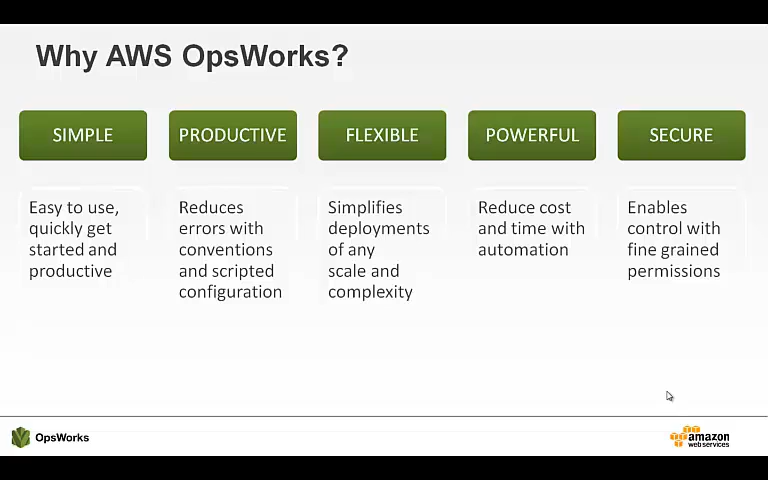 Why AWS OpsWorks?
SIMPLE
PRODUCTIVE
FLEXIBLE
POWERFUL
SECURE
Easy to use,
quickly get
started and
productive
Reduces
errors with
conventions
and scripted
configuration
Simplifies
deployments
of any
scale and
complexity
Reduce cost
and time with
automation
Enables
control with
fine grained
permissions
OpsWorks
amazon
web services